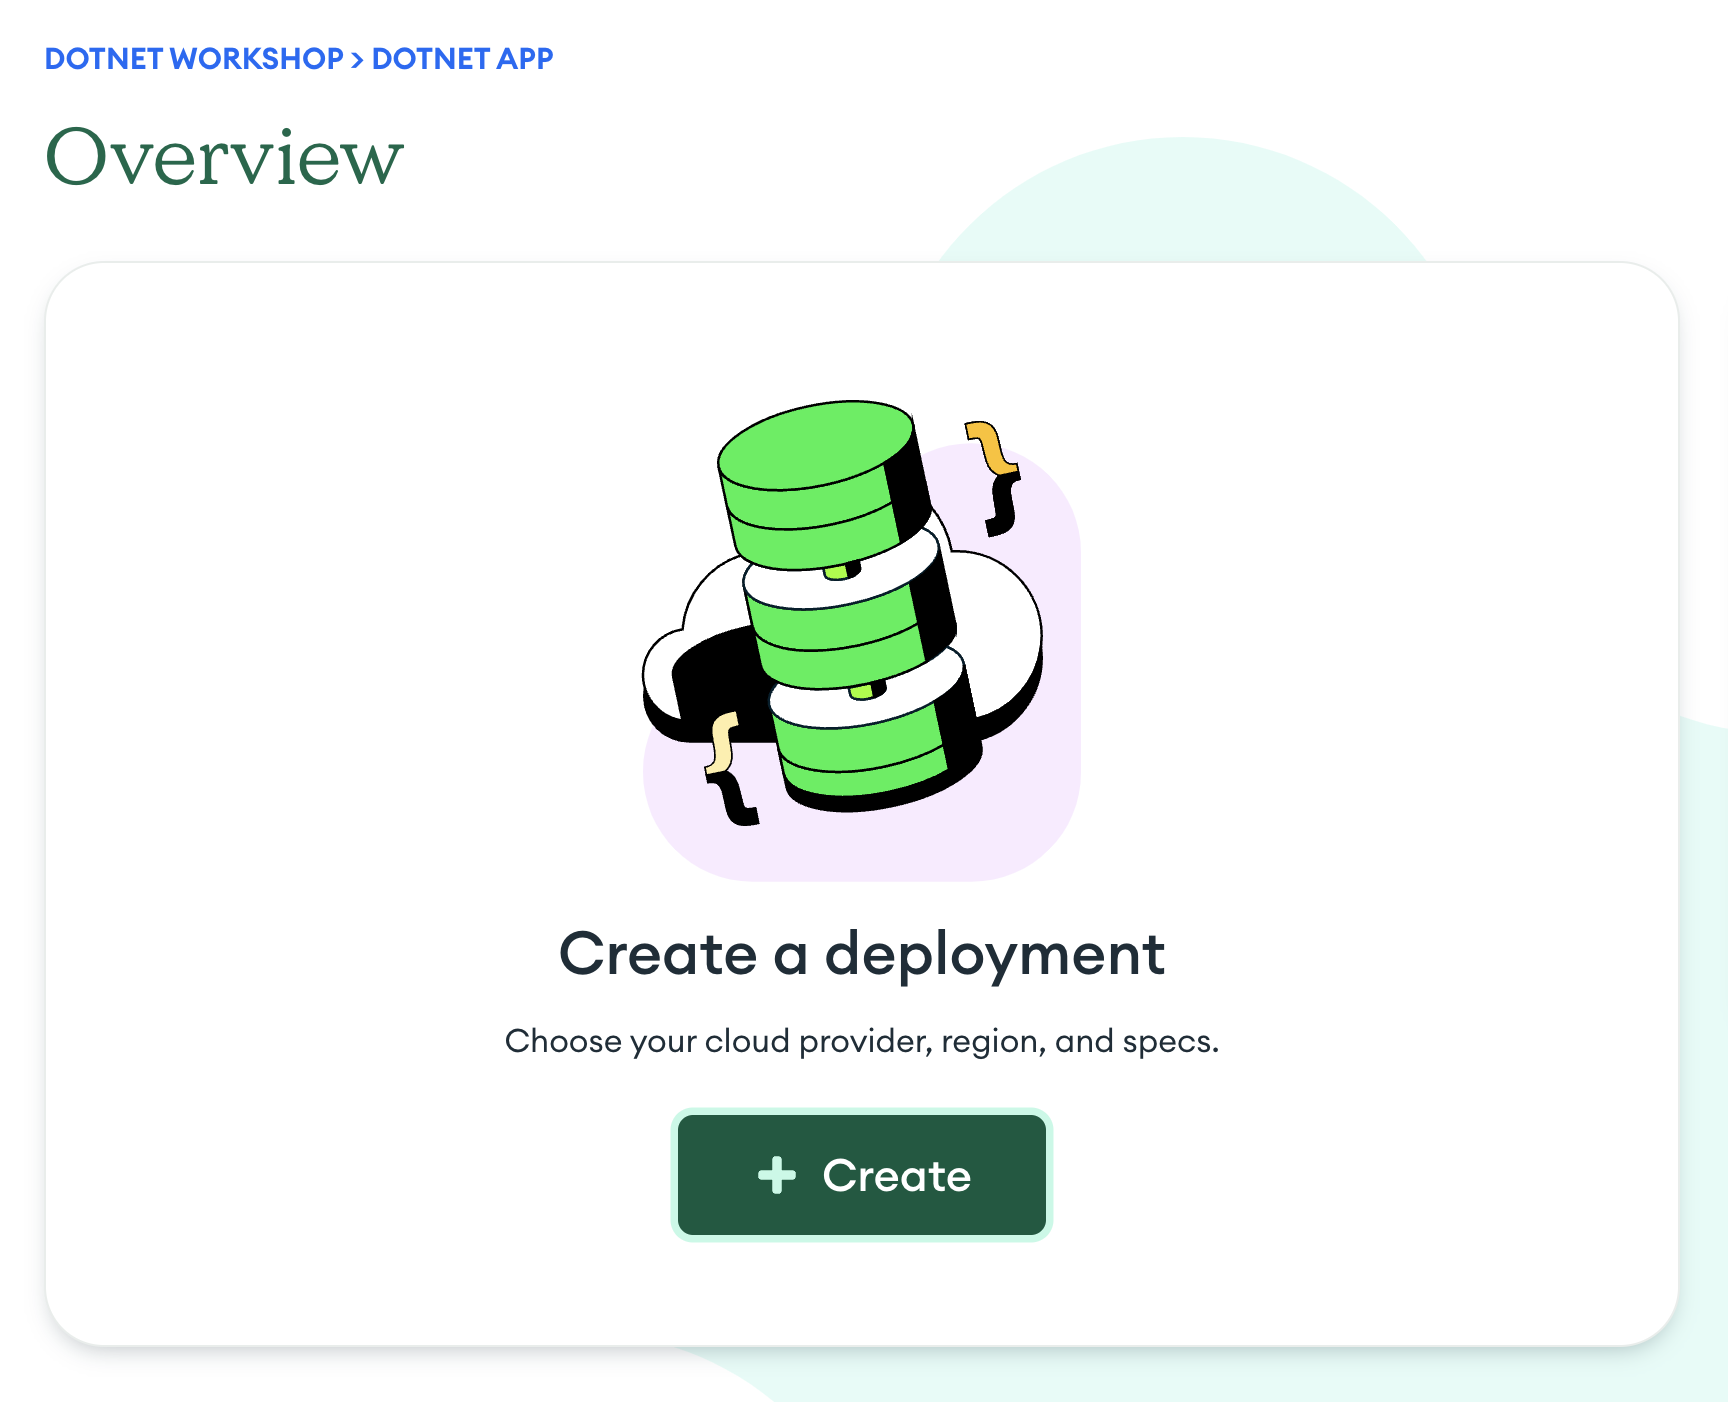 DOTNET WORKSHOP > DOTNET APP
Overview
Create a deployment
Choose your cloud provider, region, and specs.
+ Create